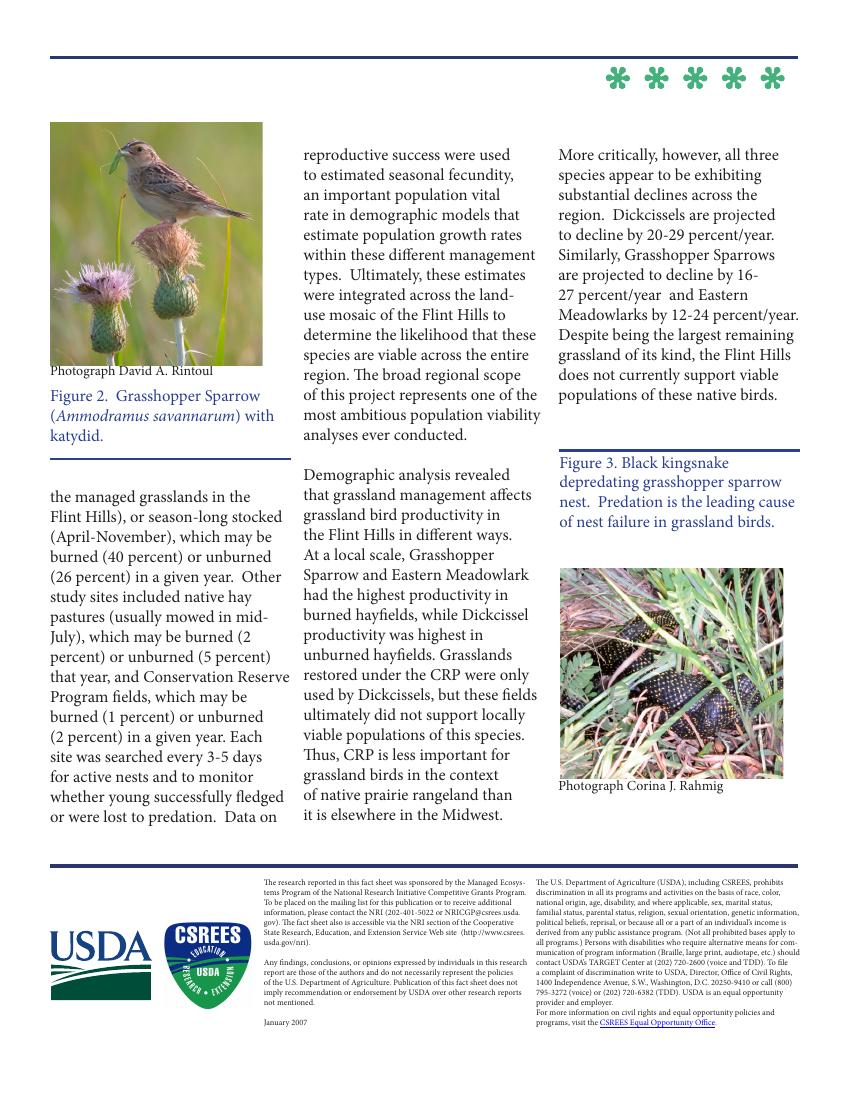 Photograph David A. Rintoul
Figure 2.  Grasshopper Sparrow
(Ammodramus savannarum) with
katydid.
the managed grasslands in the
Flint Hills), or season-long stocked
(April-November), which may be
burned (40 percent) or unburned
(26 percent) in a given year.  Other
study sites included native hay
pastures (usually mowed in mid-
July), which may be burned (2
percent) or unburned (5 percent)
that year, and Conservation Reserve
Program fields, which may be
burned (1 percent) or unburned
(2 percent) in a given year. Each
site was searched every 3-5 days
for active nests and to monitor
whether young successfully fledged
or were lost to predation.  Data on
reproductive success were used
to estimated seasonal fecundity,
an important population vital
rate in demographic models that
estimate population growth rates
within these different management
types.  Ultimately, these estimates
were integrated across the land-
use mosaic of the Flint Hills to
determine the likelihood that these
species are viable across the entire
region. The broad regional scope
of this project represents one of the
most ambitious population viability
analyses ever conducted.
Demographic analysis revealed
that grassland management affects
grassland bird productivity in
the Flint Hills in different ways.
At a local scale, Grasshopper
Sparrow and Eastern Meadowlark
had the highest productivity in
burned hayfields, while Dickcissel
productivity was highest in
unburned hayfields. Grasslands
restored under the CRP were only
used by Dickcissels, but these fields
ultimately did not support locally
viable populations of this species.
Thus, CRP is less important for
grassland birds in the context
of native prairie rangeland than
it is elsewhere in the Midwest.
More critically, however, all three
species appear to be exhibiting
substantial declines across the
region.  Dickcissels are projected
to decline by 20-29 percent/year.
Similarly, Grasshopper Sparrows
are projected to decline by 16-
27 percent/year  and Eastern
Meadowlarks by 12-24 percent/year.
Despite being the largest remaining
grassland of its kind, the Flint Hills
does not currently support viable
populations of these native birds.
Figure 3. Black kingsnake
depredating grasshopper sparrow
nest.  Predation is the leading cause
of nest failure in grassland birds.
Photograph Corina J. Rahmig
USDA
CSREES
EDUCATION
USDA
RESEARCH • EXTENSION
The research reported in this fact sheet was sponsored by the Managed Ecosys-
tems Program of the National Research Initiative Competitive Grants Program.
To be placed on the mailing list for this publication or to receive additional
information, please contact the NRI (202-401-5022 or NRICGP@csrees.usda.
gov). The fact sheet also is accessible via the NRI section of the Cooperative
State Research, Education, and Extension Service Web site  (http://www.csrees.
usda.gov/nri).
Any findings, conclusions, or opinions expressed by individuals in this research
report are those of the authors and do not necessarily represent the policies
of the U.S. Department of Agriculture. Publication of this fact sheet does not
imply recommendation or endorsement by USDA over other research reports
not mentioned.
January 2007
The U.S. Department of Agriculture (USDA), including CSREES, prohibits
discrimination in all its programs and activities on the basis of race, color,
national origin, age, disability, and where applicable, sex, marital status,
familial status, parental status, religion, sexual orientation, genetic information,
political beliefs, reprisal, or because all or a part of an individual's income is
derived from any public assistance program. (Not all prohibited bases apply to
all programs.) Persons with disabilities who require alternative means for com-
munication of program information (Braille, large print, audiotape, etc.) should
contact USDA's TARGET Center at (202) 720-2600 (voice and TDD). To file
a complaint of discrimination write to USDA, Director, Office of Civil Rights,
1400 Independence Avenue, S.W., Washington, D.C. 20250-9410 or call (800)
795-3272 (voice) or (202) 720-6382 (TDD). USDA is an equal opportunity
provider and employer.
For more information on civil rights and equal opportunity policies and
programs, visit the CSREES Equal Opportunity Office.